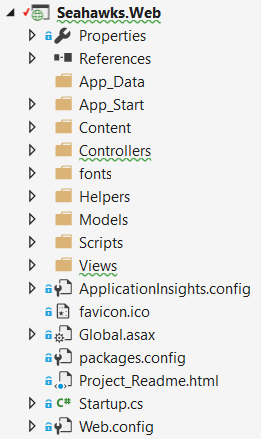 Seahawks.Web
Properties
References
App_Data
App_Start
Content
Controllers
fonts
Helpers
Models
Scripts
Views
ApplicationInsights.config
favicon.ico
Global.asax
packages.config
Project_Readme.html
C# Startup.cs
Web.config